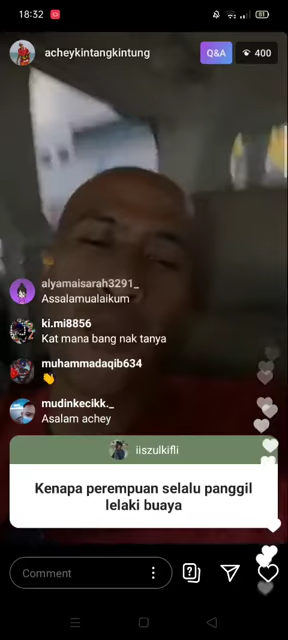 18:32
81
acheykintangkintung
Q&A
400
alyamaisarah3291_
Assalamualaikum
ki.mi8856
Kat mana bang nak tanya
muhammadaqib634
👏
mudinkecikk._
Asalam achey
iiszulkifli
Kenapa perempuan selalu panggil
lelaki buaya
Comment